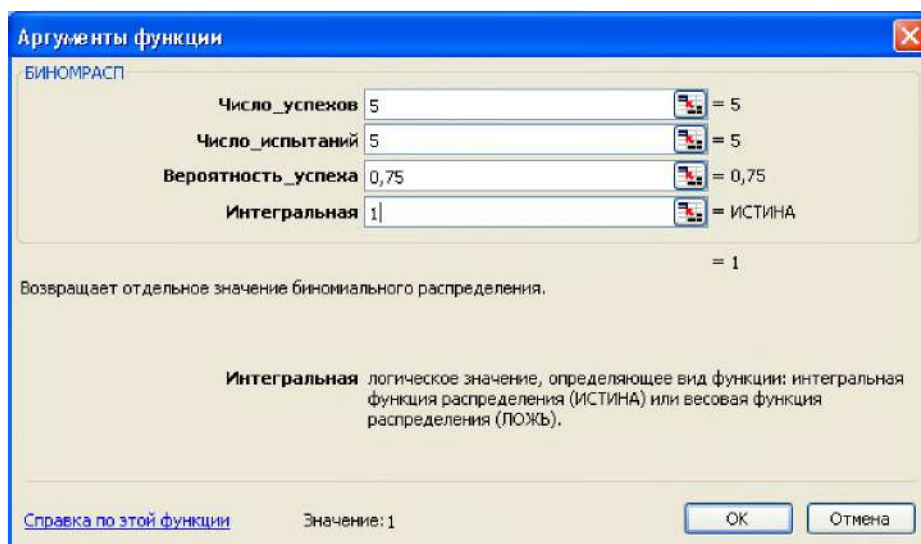 Аргументы функции
БИНОМРАСП
Число_успехов 5 = 5
Число_испытаний 5 = 5
Вероятность_успеха 0,75 = 0,75
Интегральная 1 = ИСТИНА
= 1
Возвращает отдельное значение биномиального распределения.
Интегральная логическое значение, определяющее вид функции: интегральная
функция распределения (ИСТИНА) или весовая функция
распределения (ЛОЖЬ).
Справка по этой функции Значение:1 ОК Отмена